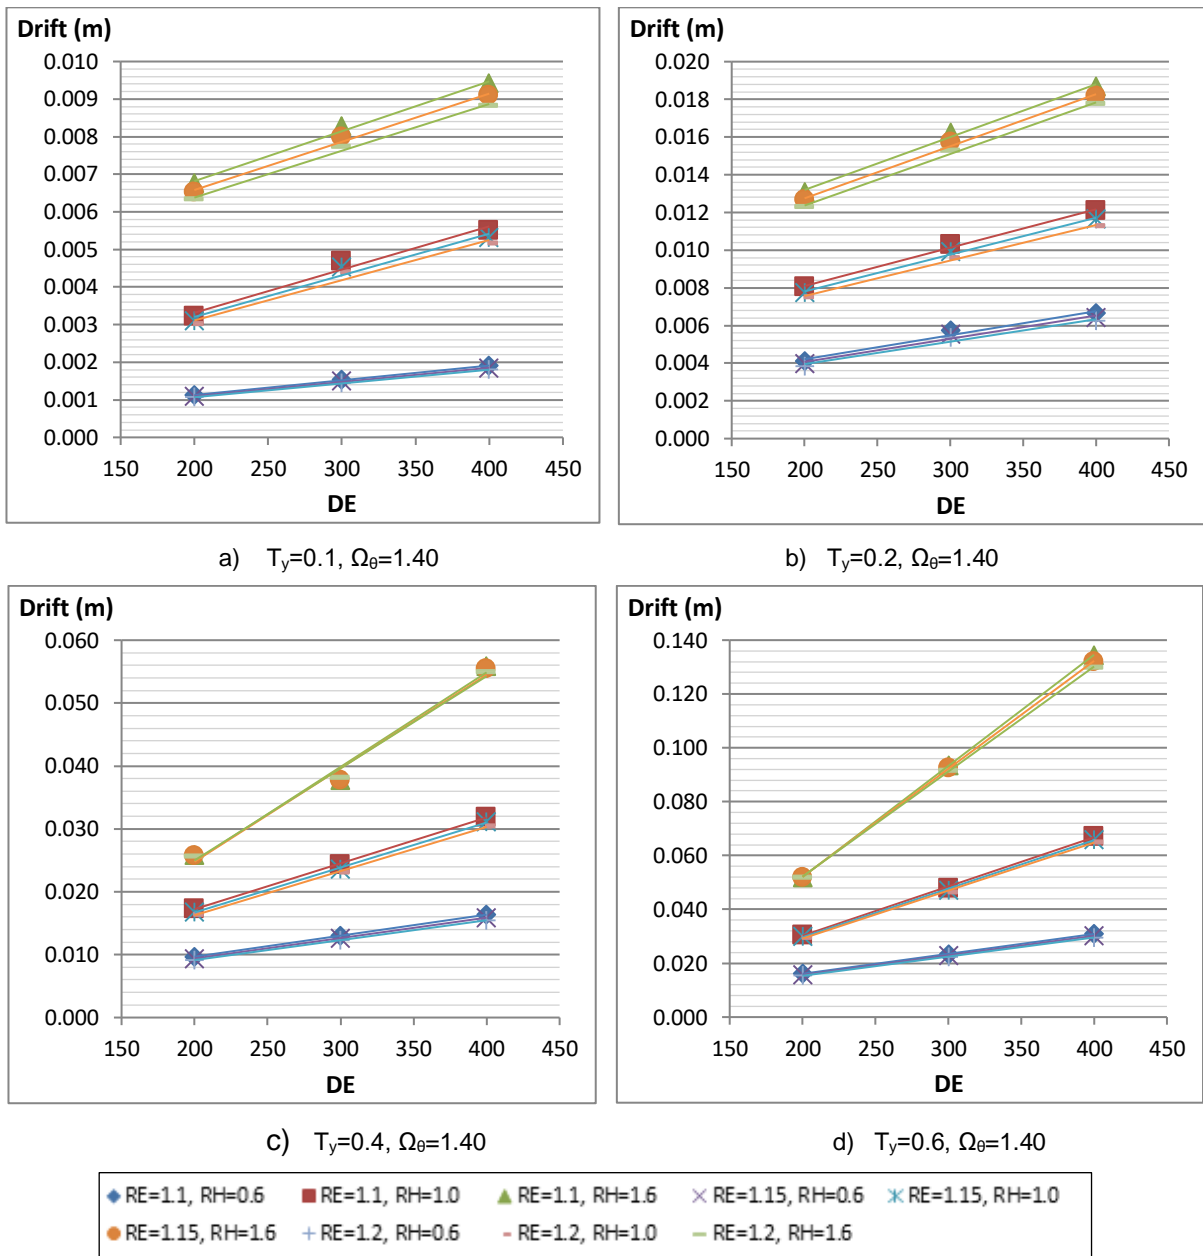 Drift (m)
0.010
0.009
0.008
0.007
0.006
0.005
0.004
0.003
0.002
0.001
0.000
150 200 250 300 350 400 450
DE
a) Ty=0.1, Ωθ=1.40
Drift (m)
0.020
0.018
0.016
0.014
0.012
0.010
0.008
0.006
0.004
0.002
0.000
150 200 250 300 350 400 450
DE
b) Ty=0.2, Ωθ=1.40
Drift (m)
0.060
0.050
0.040
0.030
0.020
0.010
0.000
150 200 250 300 350 400 450
DE
c) Ty=0.4, Ωθ=1.40
Drift (m)
0.140
0.120
0.100
0.080
0.060
0.040
0.020
0.000
150 200 250 300 350 400 450
DE
d) Ty=0.6, Ωθ=1.40
RE=1.1, RH=0.6 RE=1.1, RH=1.0 RE=1.1, RH=1.6 RE=1.15, RH=0.6 RE=1.15, RH=1.0
RE=1.15, RH=1.6 RE=1.2, RH=0.6 RE=1.2, RH=1.0 RE=1.2, RH=1.6